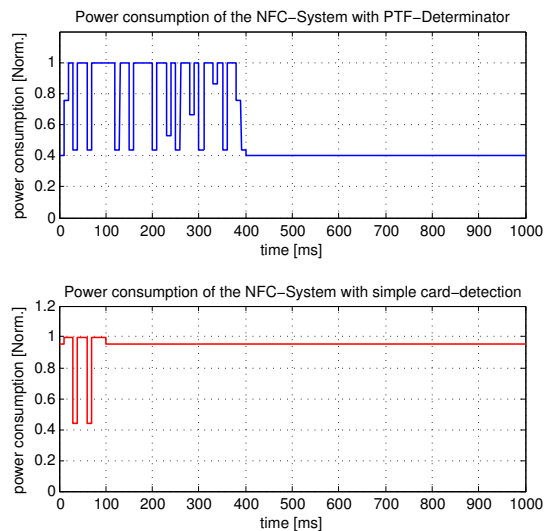 Power consumption of the NFC−System with PTF−Determinator
power consumption [Norm.]
1
0.8
0.6
0.4
0.2
0
0 100 200 300 400 500 600 700 800 900 1000
time [ms]
Power consumption of the NFC−System with simple card−detection
power consumption [Norm.]
1.2
1
0.8
0.6
0.4
0.2
0
0 100 200 300 400 500 600 700 800 900 1000
time [ms]